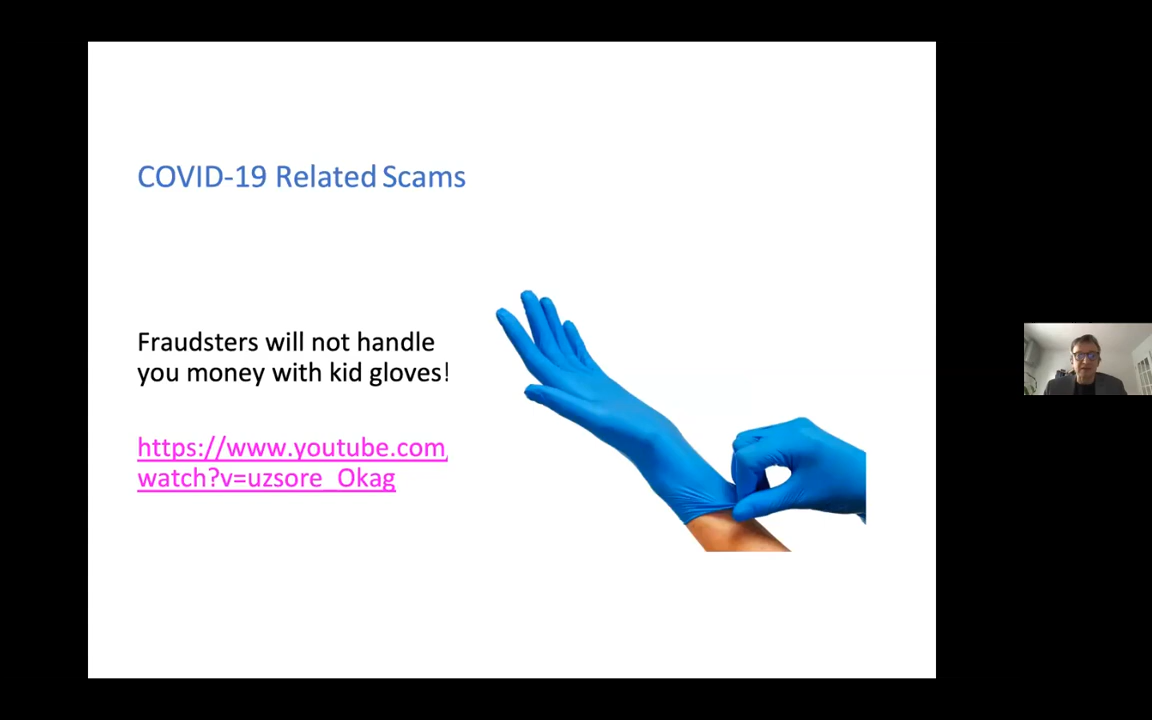 COVID-19 Related Scams
Fraudsters will not handle
you money with kid gloves!
https://www.youtube.com/
watch?v=uzsore_Okag